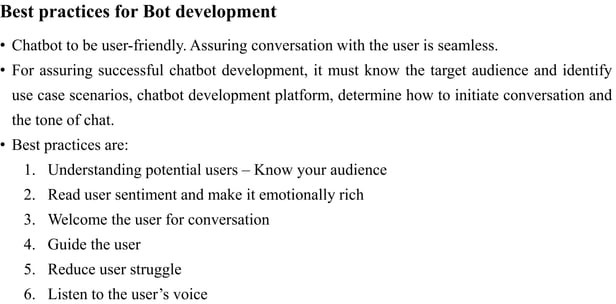 Best practices for Bot development
• Chatbot to be user-friendly. Assuring conversation with the user is seamless.
• For assuring successful chatbot development, it must know the target audience and identify
use case scenarios, chatbot development platform, determine how to initiate conversation and
the tone of chat.
• Best practices are:
1. Understanding potential users – Know your audience
2. Read user sentiment and make it emotionally rich
3. Welcome the user for conversation
4. Guide the user
5. Reduce user struggle
6. Listen to the user’s voice